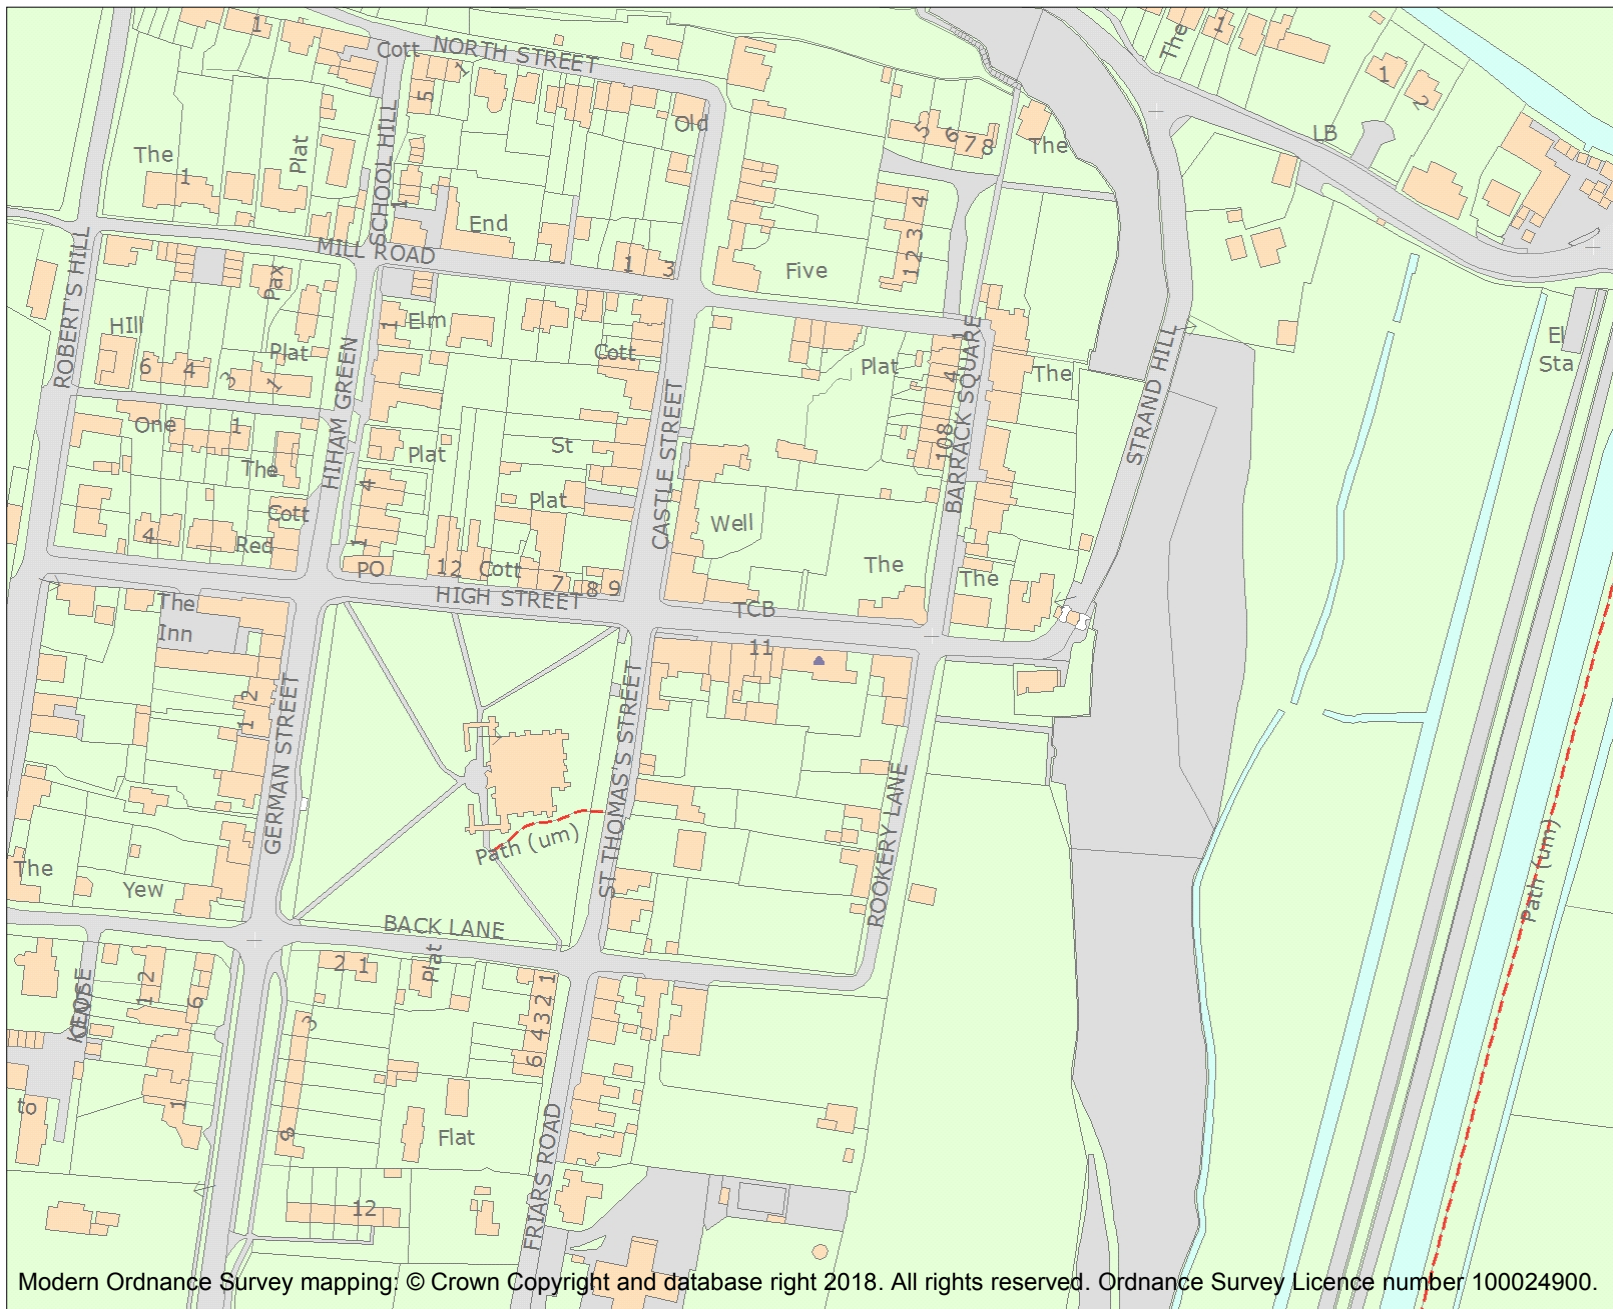 1
Cott
NORTH STREET
1
The
1
1
2
5
Old
5
6
7
8
The
LB
The
1
Plat
SCHOOL HILL
1
End
4
3
2
1
ROBERT'S HILL
MILL ROAD
Pax
1
3
Five
HIll
1
Elm
Plat
Cott
6
4
3
1
HIHAM GREEN
CASTLE STREET
Plat
1
4
BARRACK SQUARE
The
STRAND HILL
El
Sta
One
1
The
Plat
St
108
Cott
4
Plat
Well
4
Red
1
PO
12
Cott
7
8
9
The
The
HIGH STREET
TCB
The
Inn
11
2
1
GERMAN STREET
ST THOMAS'S STREET
ROOKERY LANE
Path (um)
Path (um)
The
Yew
BACK LANE
2
1
Plat
1
2
3
4
6
2
1
6
CLOSE
3
to
1
8
Flat
FRIARS ROAD
12
Modern Ordnance Survey mapping: © Crown Copyright and database right 2018. All rights reserved. Ordnance Survey Licence number 100024900.